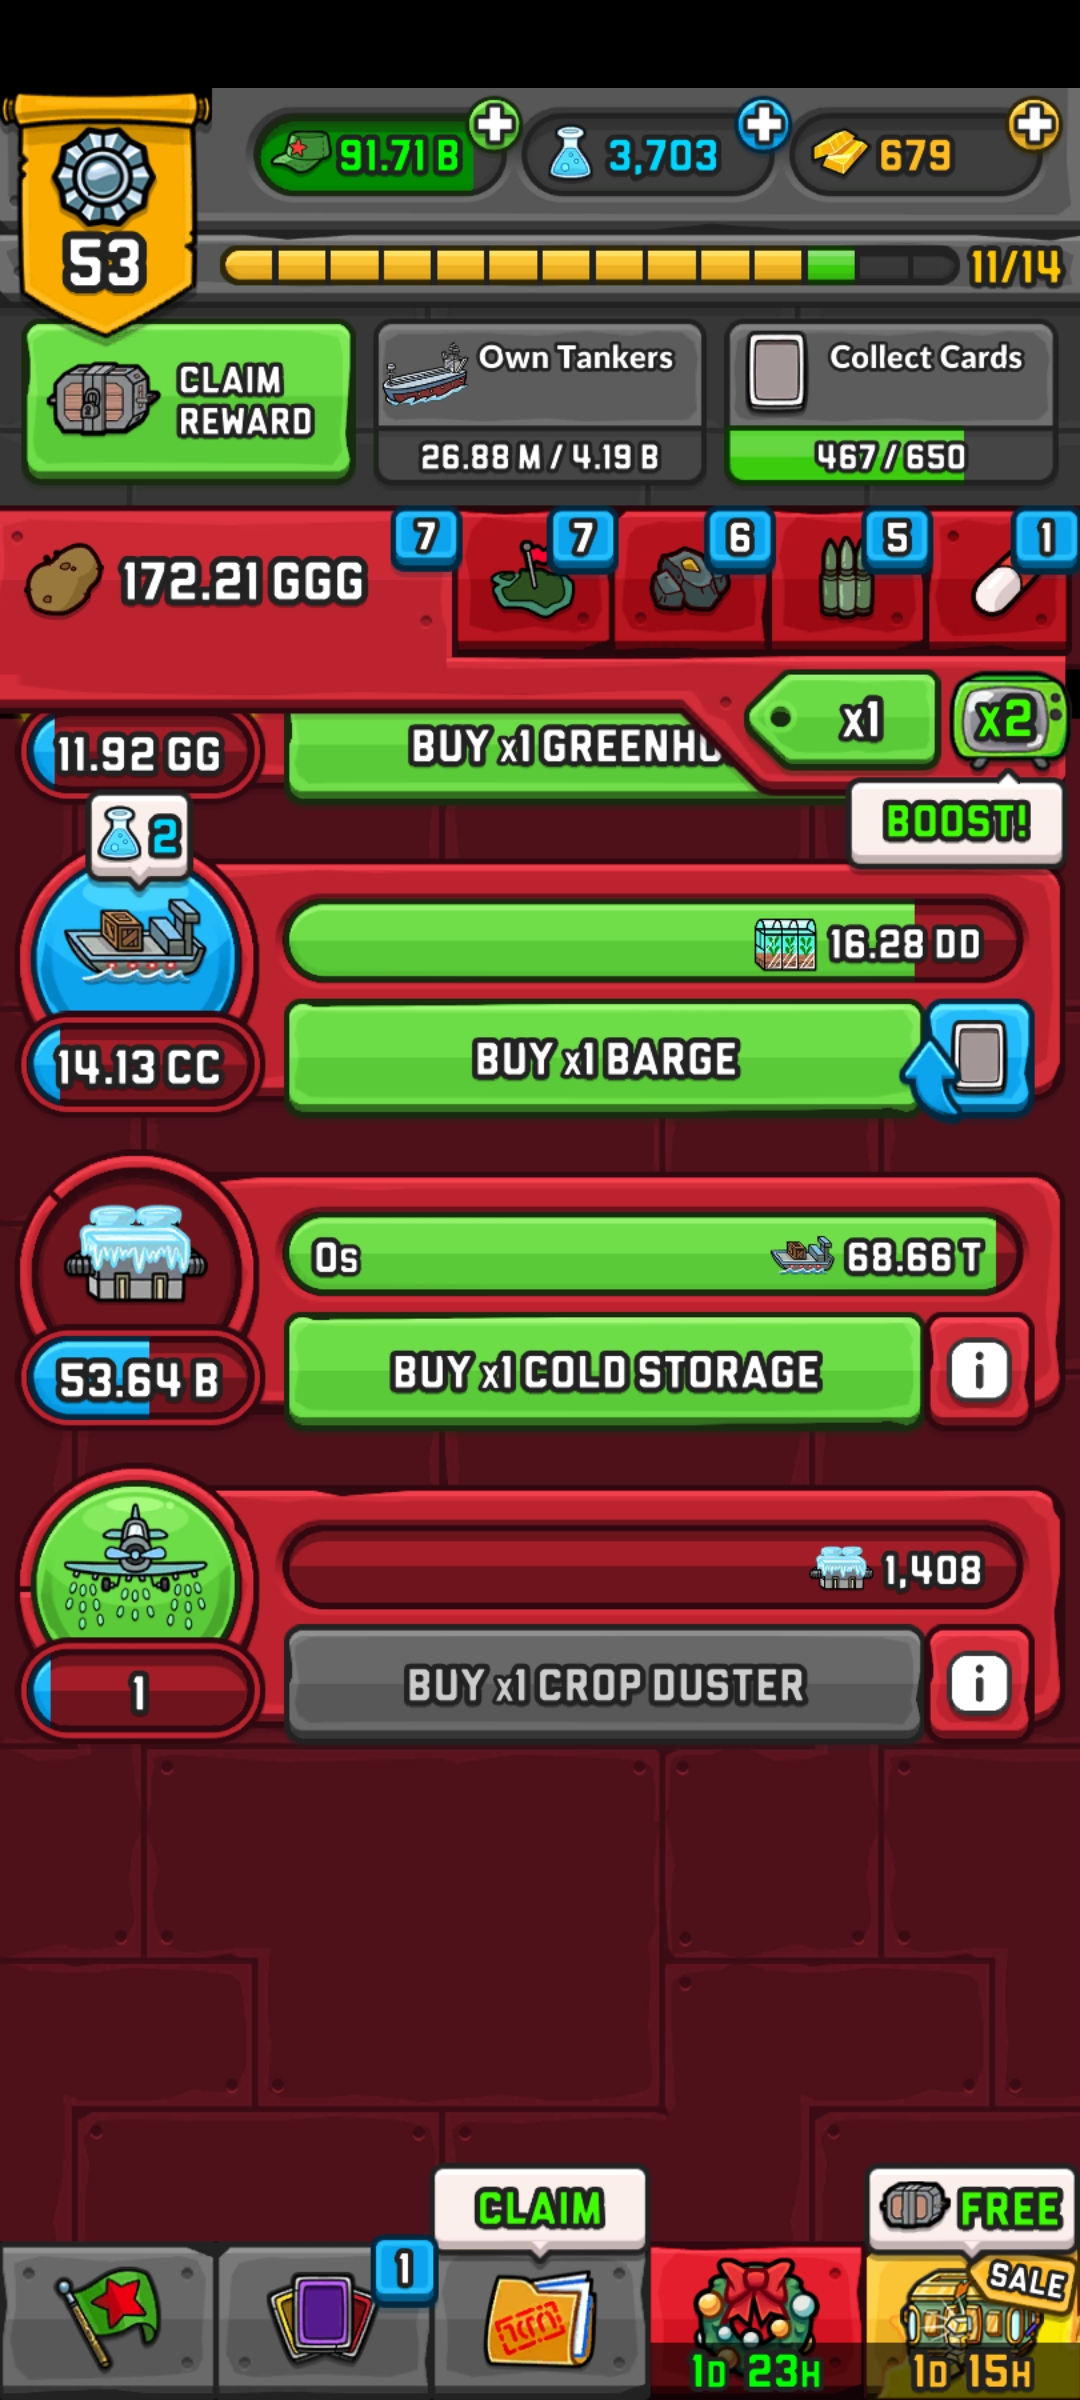 91.71 B
3,703
679
53
11/14
CLAIM
REWARD
Own Tankers
26.88 M / 4.19 B
Collect Cards
467 / 650
172.21 GGG
7
7
6
5
1
x1
x2
BOOST!
11.92 GG
BUY x1 GREENHO
2
16.28 DD
14.13 CC
BUY x1 BARGE
0s
68.66 T
53.64 B
BUY x1 COLD STORAGE
i
1,408
1
BUY x1 CROP DUSTER
i
CLAIM
FREE
1
SALE
1D 23H
1D 15H